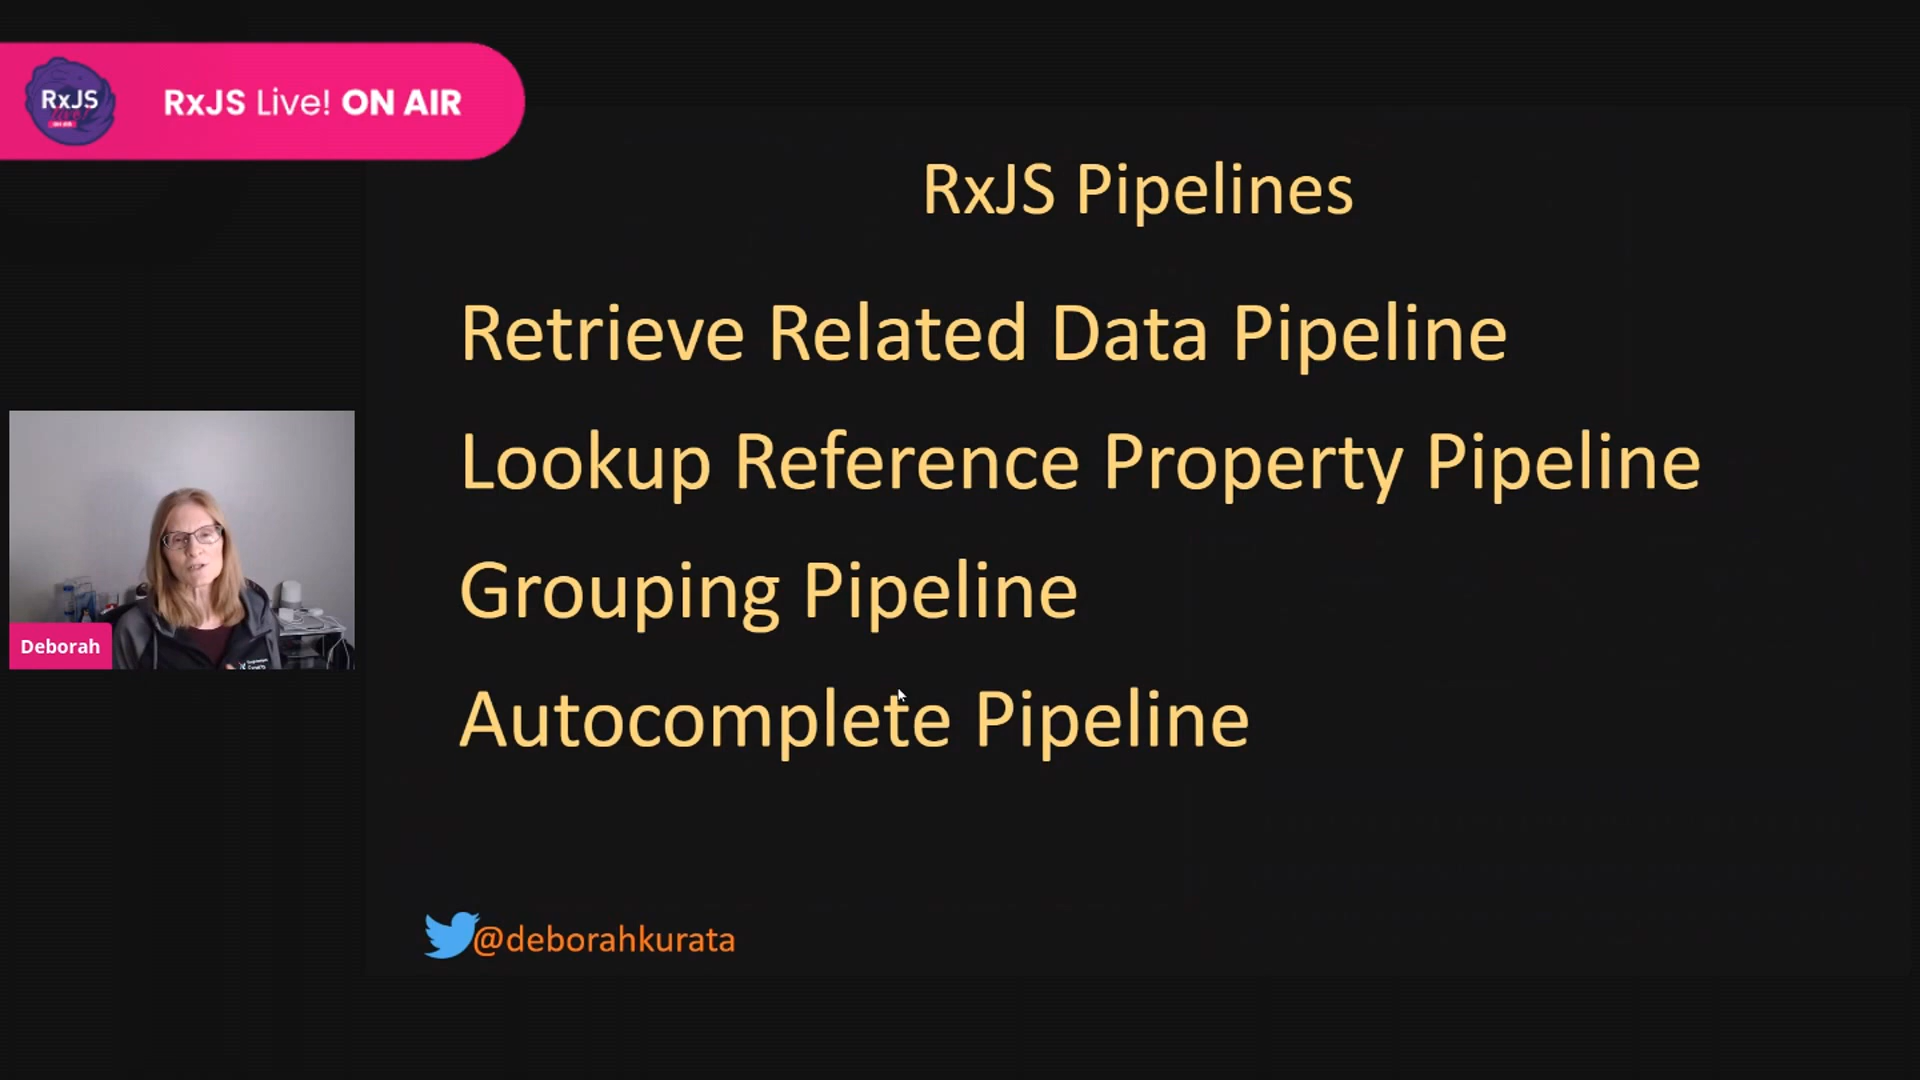 RxJS
RxJS Live! ON AIR
RxJS Pipelines
Retrieve Related Data Pipeline
Lookup Reference Property Pipeline
Grouping Pipeline
Autocomplete Pipeline
Deborah
@deborahkurata